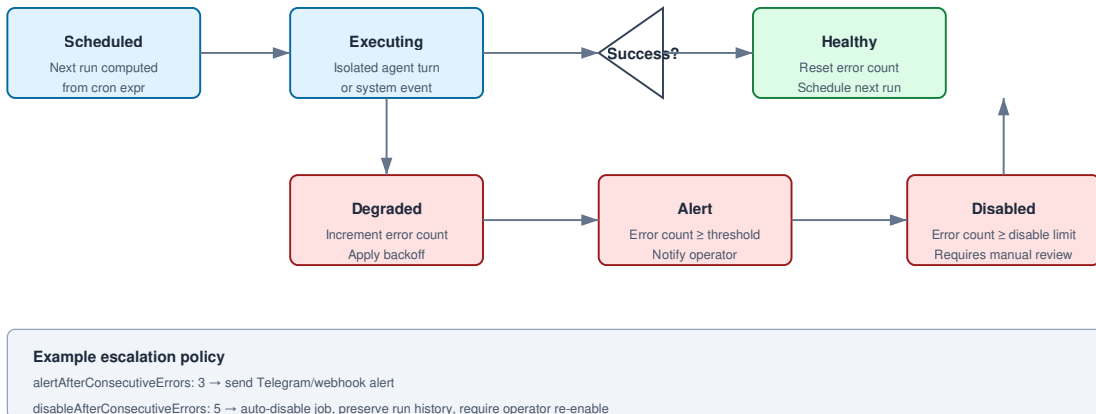 Scheduled
Next run computed
from cron expr
Executing
Isolated agent turn
or system event
Success?
Healthy
Reset error count
Schedule next run
Degraded
Increment error count
Apply backoff
Alert
Error count ≥ threshold
Notify operator
Disabled
Error count ≥ disable limit
Requires manual review
Example escalation policy
alertAfterConsecutiveErrors: 3 → send Telegram/webhook alert
disableAfterConsecutiveErrors: 5 → auto-disable job, preserve run history, require operator re-enable